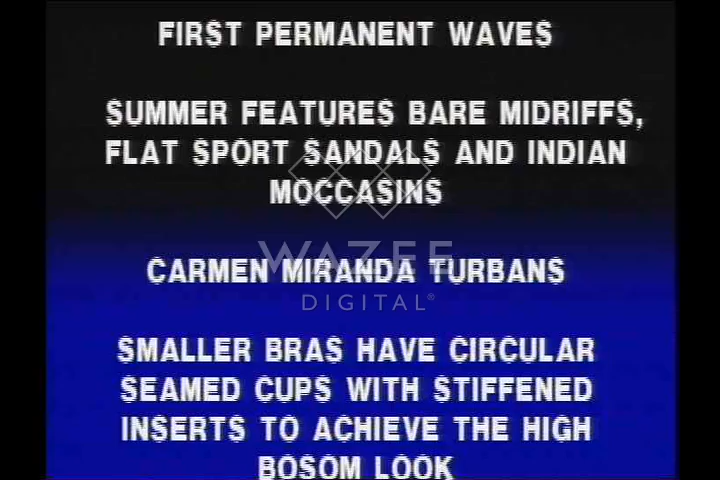 FIRST PERMANENT WAVES
SUMMER FEATURES BARE MIDRIFFS,
FLAT SPORT SANDALS AND INDIAN
MOCCASINS
CARMEN MIRANDA TURBANS
WAZEE
DIGITAL®
SMALLER BRAS HAVE CIRCULAR
SEAMED CUPS WITH STIFFENED
INSERTS TO ACHIEVE THE HIGH
BOSOM LOOK